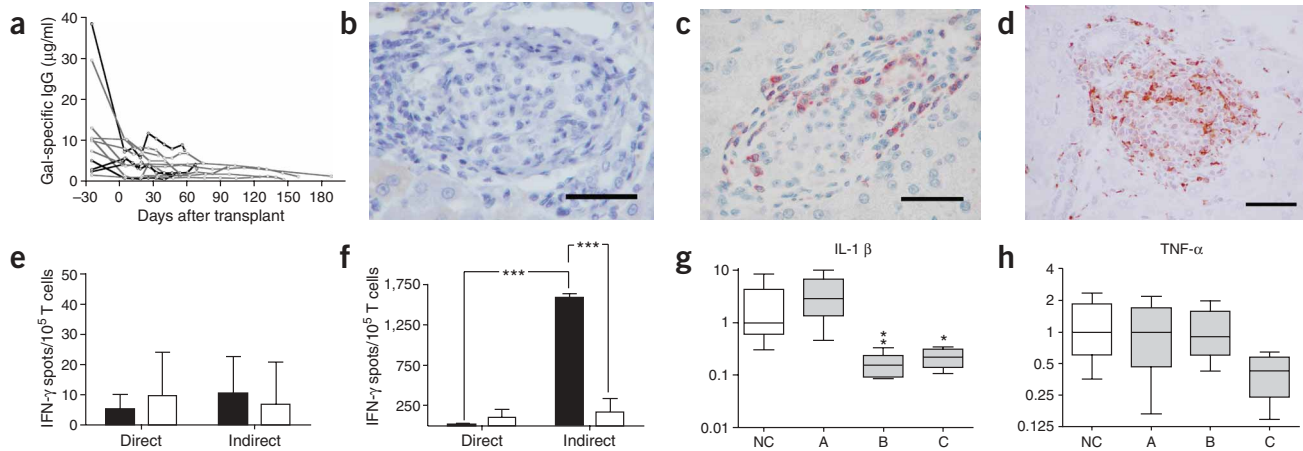 a
Gal-specific IgG (µg/ml)
40
30
20
10
0
–30 0 30 60 90 120 150 180
Days after transplant
b
c
d
e
IFN-γ spots/10⁵ T cells
50
40
30
20
10
0
Direct Indirect
f
IFN-γ spots/10⁵ T cells
1,750
1,250
750
250
***
***
Direct Indirect
g
IL-1 β
10
1
0.1
0.01
*
*
*
NC A B C
h
TNF-α
4
2
1
0.5
0.25
0.125
NC A B C